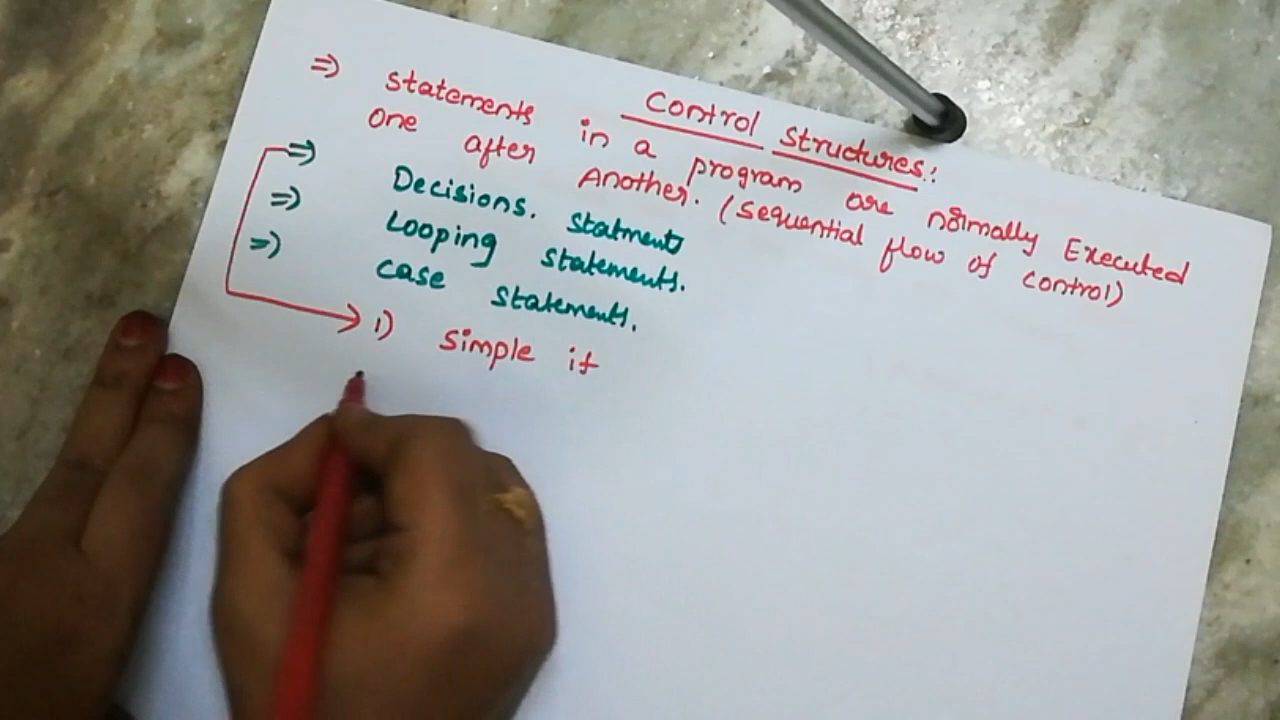 Control Structures:
=> Statements in a program are normally Executed
one after Another. (Sequential flow of control)
=> Decisions. Statments
=> Looping Statements.
=> case Statements.
1) Simple if